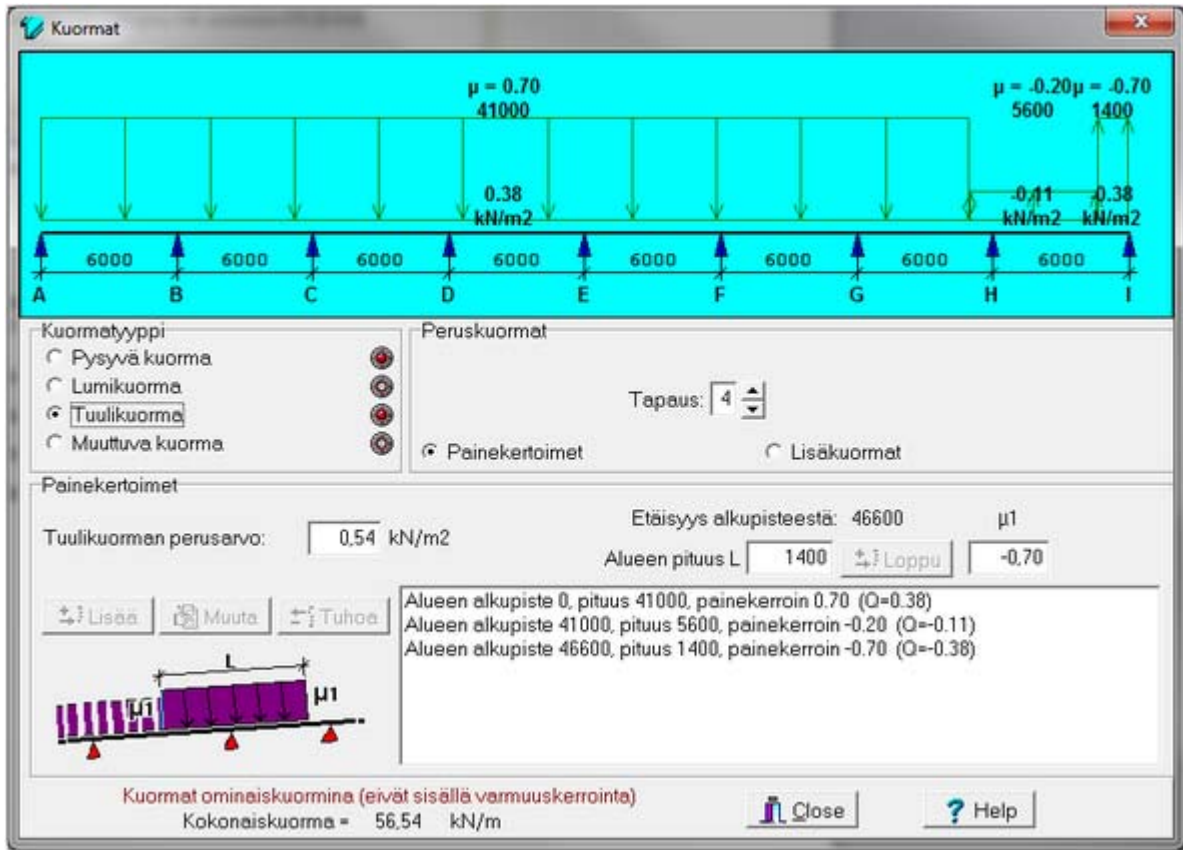 Kuormat
µ = 0.70 µ = -0.20 µ = -0.70
41000 5600 1400
0.38 -0.11 -0.38
kN/m2 kN/m2 kN/m2
6000 6000 6000 6000 6000 6000 6000 6000
A B C D E F G H I
Kuormatyyppi
Pysyvä kuorma
Lumikuorma
Tuulikuorma
Muuttuva kuorma
Peruskuormat
Tapaus: 4
Painekertoimet Lisäkuormat
Painekertoimet
Tuulikuorman perusarvo: 0,54 kN/m2
Etäisyys alkupisteestä: 46600 µ1
Alueen pituus L 1400 Loppu -0,70
Lisää Muuta Tuhoa
Alueen alkupiste 0, pituus 41000, painekerroin 0.70 (Q=0.38)
Alueen alkupiste 41000, pituus 5600, painekerroin -0.20 (Q=-0.11)
Alueen alkupiste 46600, pituus 1400, painekerroin -0.70 (Q=-0.38)
L
µ1 µ1
Kuormat ominaiskuormina (eivät sisällä varmuuskerrointa)
Kokonaiskuorma = 56,54 kN/m
Close ? Help